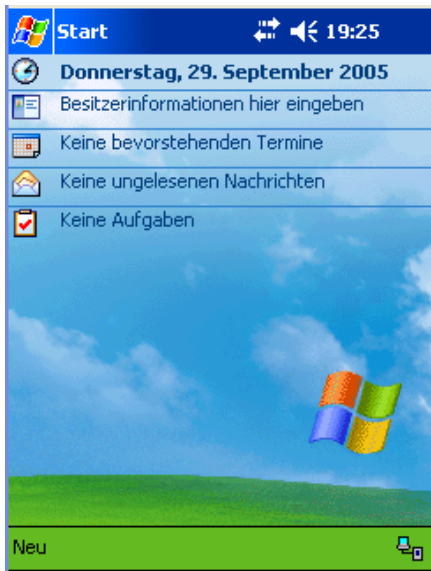 Start 19:25
Donnerstag, 29. September 2005
Besitzerinformationen hier eingeben
Keine bevorstehenden Termine
Keine ungelesenen Nachrichten
Keine Aufgaben
Neu